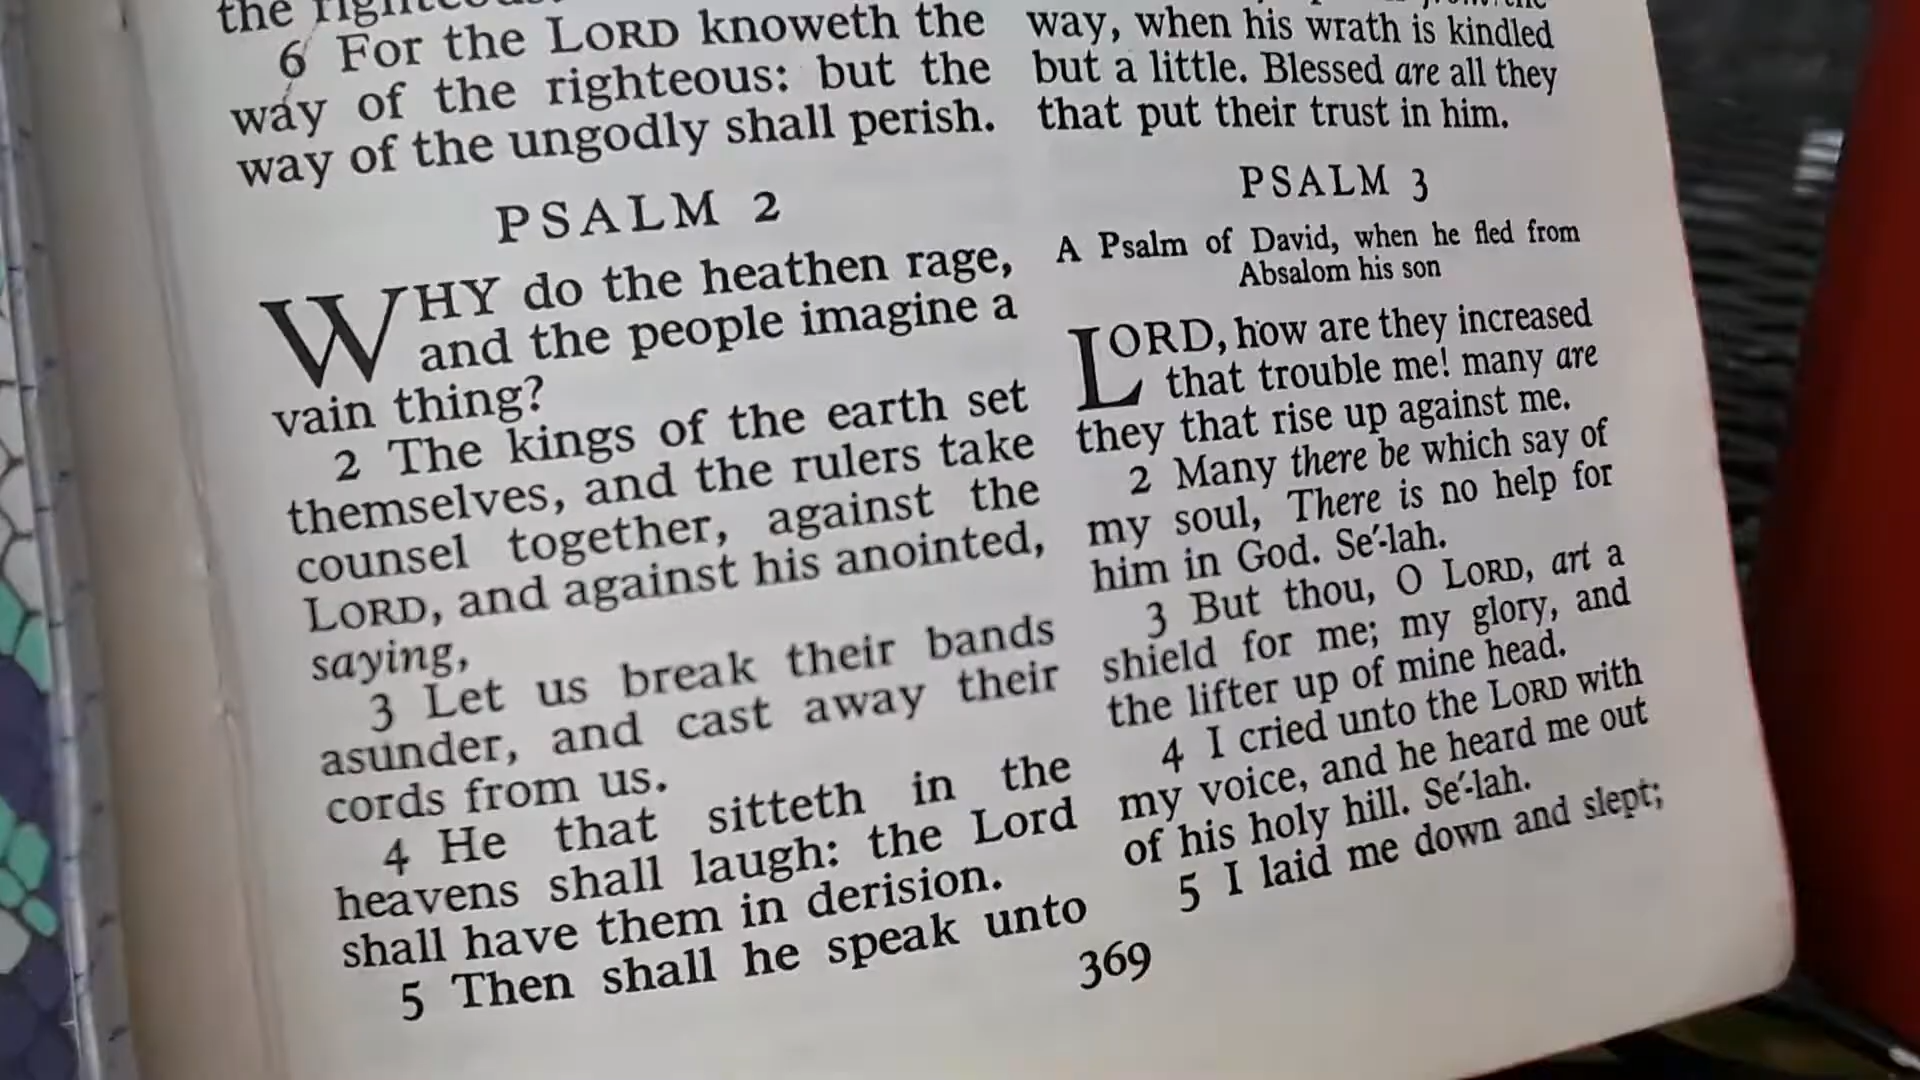 the
6 For the LORD knoweth the
way of the righteous: but the
way of the ungodly shall perish.
PSALM 2
WHY do the heathen rage,
and the people imagine a
vain thing?
2 The kings of the earth set
themselves, and the rulers take
counsel together, against the
LORD, and against his anointed,
saying,
3 Let us break their bands
asunder, and cast away their
cords from us.
4 He that sitteth in the
heavens shall laugh: the Lord
shall have them in derision.
5 Then shall he speak unto
way, when his wrath is kindled
but a little. Blessed are all they
that put their trust in him.
PSALM 3
A Psalm of David, when he fled from
Absalom his son
LORD, how are they increased
that trouble me! many are
they that rise up against me.
2 Many there be which say of
my soul, There is no help for
him in God. Se′-lah.
3 But thou, O LORD, art a
shield for me; my glory, and
the lifter up of mine head.
4 I cried unto the LORD with
my voice, and he heard me out
of his holy hill. Se′-lah.
5 I laid me down and slept;
369